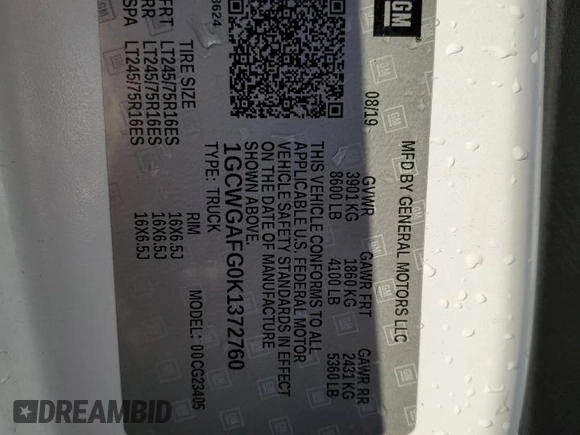 GM
08/19
MFD BY GENERAL MOTORS LLC
GVWR GAWR FRT GAWR RR
3901 KG 1860 KG 2431 KG
8600 LB 4100 LB 5360 LB
THIS VEHICLE CONFORMS TO ALL
APPLICABLE U.S. FEDERAL MOTOR
VEHICLE SAFETY STANDARDS IN EFFECT
ON THE DATE OF MANUFACTURE
SHOWN ABOVE.
1GCWGAFG0K1372760
TYPE: TRUCK MODEL: 00CG23405
3624
TIRE SIZE RIM
FRT LT245/75R16ES 16X6.5J
RR LT245/75R16ES 16X6.5J
SPA LT245/75R16ES 16X6.5J
DREAMBID